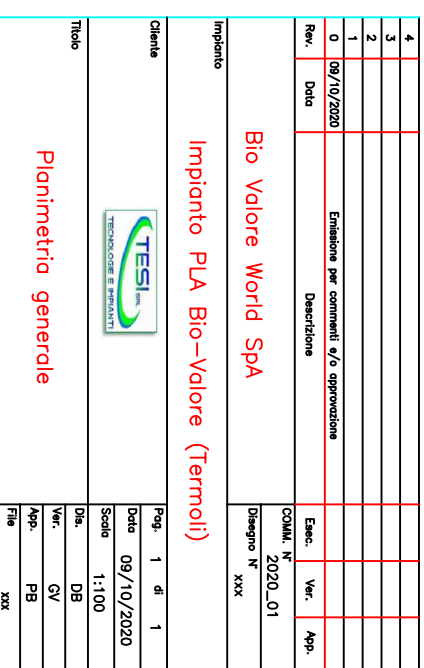 4
3
2
1
0 09/10/2020 Emissione per commenti e/o approvazione
Rev. Data Descrizione Esec. Ver. App.
Bio Valore World SpA
COMM. N°
2020_01
Disegno N°
xxx
Impianto
Impianto PLA Bio-Valore (Termoli)
Cliente
TESI SRL
TECNOLOGIE E IMPIANTI
Pag. 1 di 1
Data 09/10/2020
Scala 1:100
Titolo
Planimetria generale
Dis. DB
Ver. GV
App. PB
File xxx